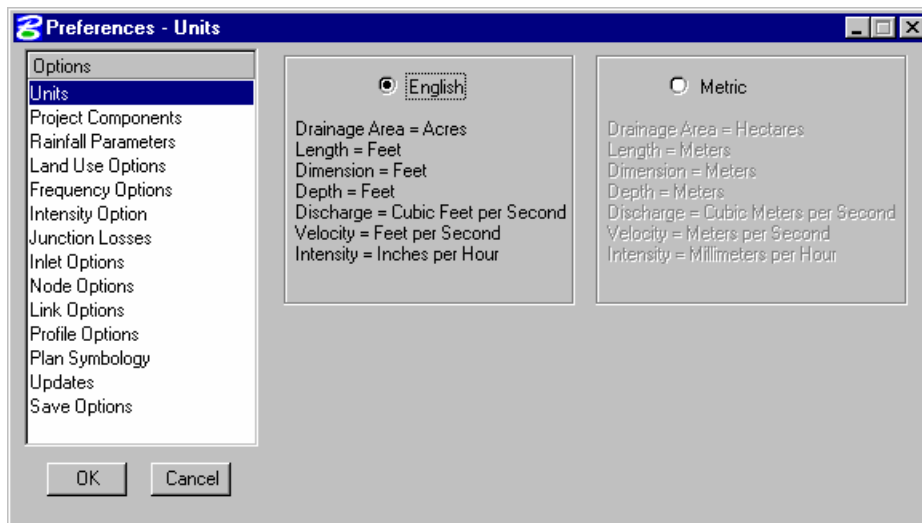 Preferences - Units
Options
Units
Project Components
Rainfall Parameters
Land Use Options
Frequency Options
Intensity Option
Junction Losses
Inlet Options
Node Options
Link Options
Profile Options
Plan Symbology
Updates
Save Options
OK
Cancel
English
Drainage Area = Acres
Length = Feet
Dimension = Feet
Depth = Feet
Discharge = Cubic Feet per Second
Velocity = Feet per Second
Intensity = Inches per Hour
Metric
Drainage Area = Hectares
Length = Meters
Dimension = Meters
Depth = Meters
Discharge = Cubic Meters per Second
Velocity = Meters per Second
Intensity = Millimeters per Hour